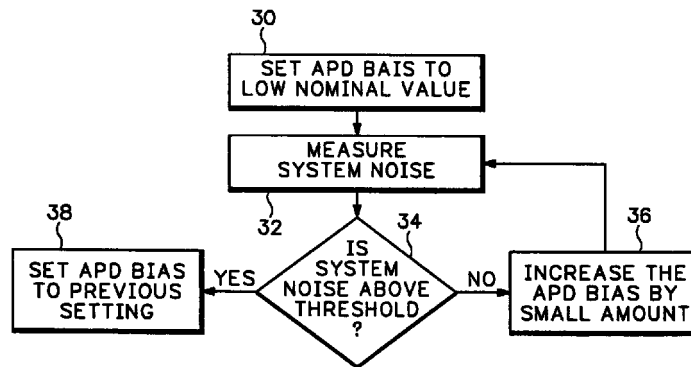 30
SET APD BAIS TO
LOW NOMINAL VALUE
MEASURE
SYSTEM NOISE
32
34
IS
SYSTEM
NOISE ABOVE
THRESHOLD
?
YES
NO
38
SET APD BIAS
TO PREVIOUS
SETTING
36
INCREASE THE
APD BIAS BY
SMALL AMOUNT